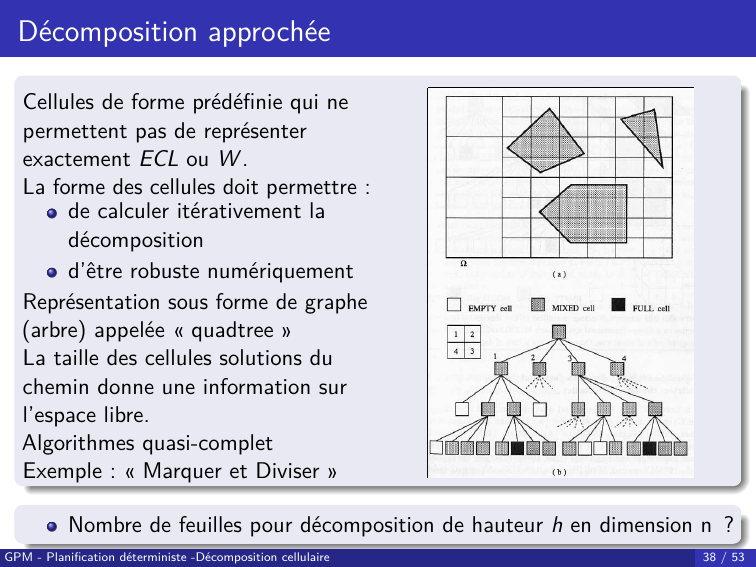 Décomposition approchée
Cellules de forme prédéfinie qui ne
permettent pas de représenter
exactement ECL ou W.
La forme des cellules doit permettre :
de calculer itérativement la
décomposition
d'être robuste numériquement
Représentation sous forme de graphe
(arbre) appelée « quadtree »
La taille des cellules solutions du
chemin donne une information sur
l'espace libre.
Algorithmes quasi-complet
Exemple : « Marquer et Diviser »
Ω
(a)
EMPTY cell MIXED cell FULL cell
1 2
4 3
1 2 3 4
(b)
Nombre de feuilles pour décomposition de hauteur h en dimension n ?
GPM - Planification déterministe -Décomposition cellulaire 38 / 53